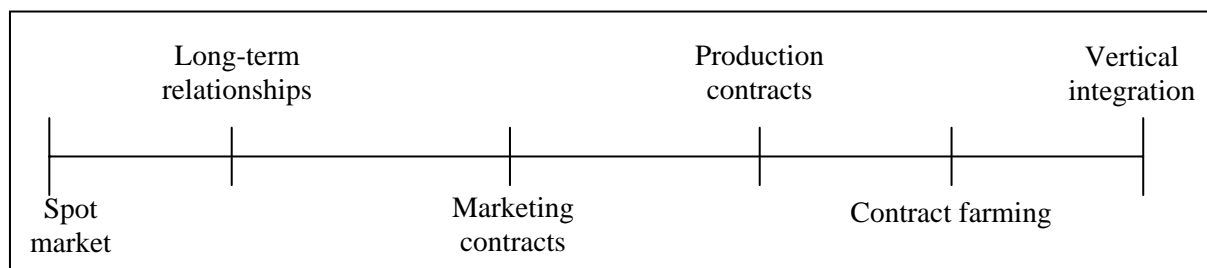 Long-term
relationships
Production
contracts
Vertical
integration
Spot
market
Marketing
contracts
Contract farming